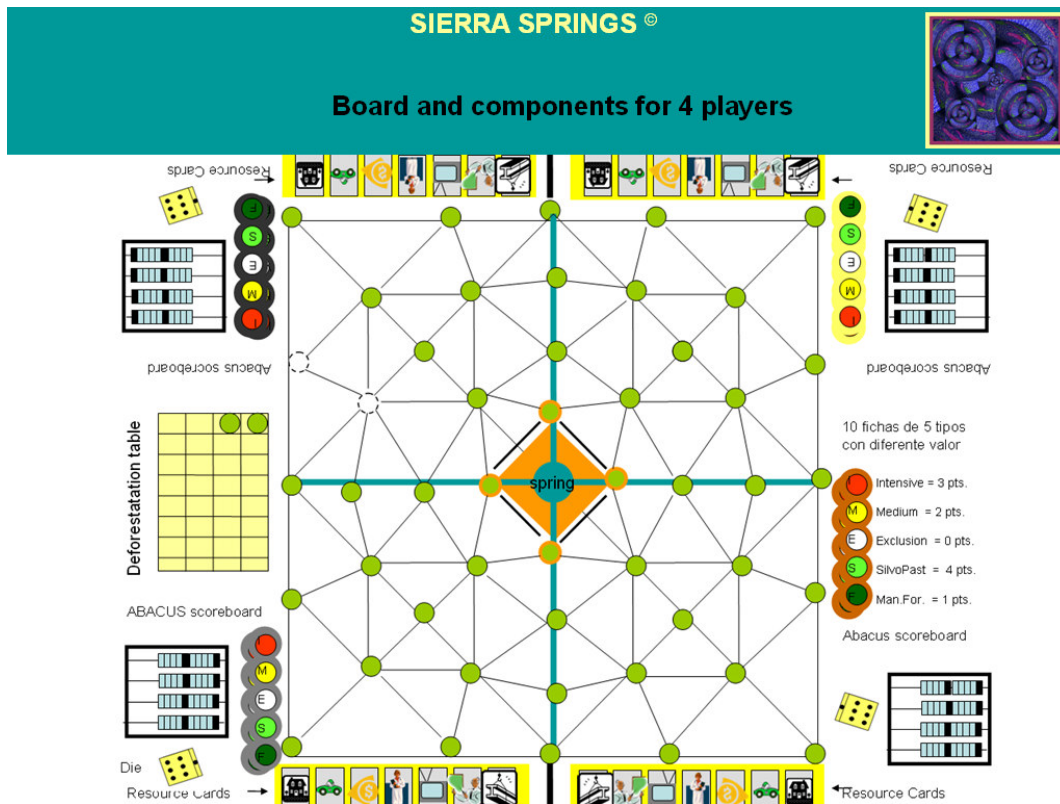 SIERRA SPRINGS ©
Board and components for 4 players
Resource Cards
Resource Cards
F
S
E
M
I
F
S
E
M
I
Abacus socreboard
Abacus scoreboard
Deforestatation table
spring
10 fichas de 5 tipos
con diferente valor
I Intensive = 3 pts.
M Medium = 2 pts.
E Exclusion = 0 pts.
S SilvoPast = 4 pts.
F Man.For. = 1 pts.
ABACUS scoreboard
I
M
E
S
F
Abacus scoreboard
Die
Resource Cards
Resource Cards